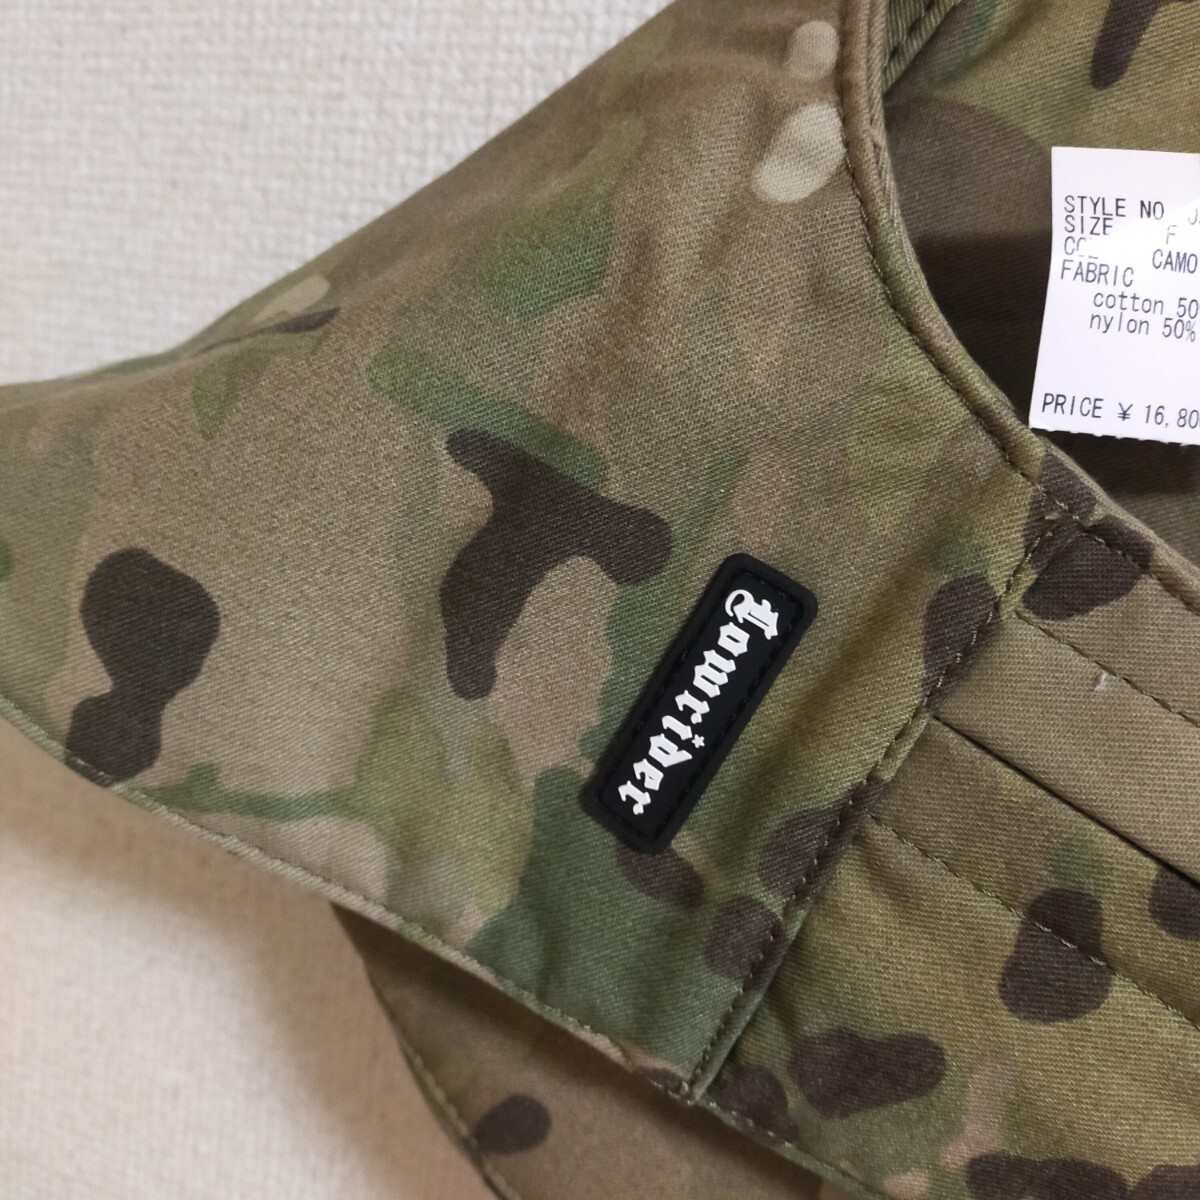 STYLE NO
SIZE F
CAMO
FABRIC
cotton 50
nylon 50%
PRICE ¥ 16,80
Lowrider